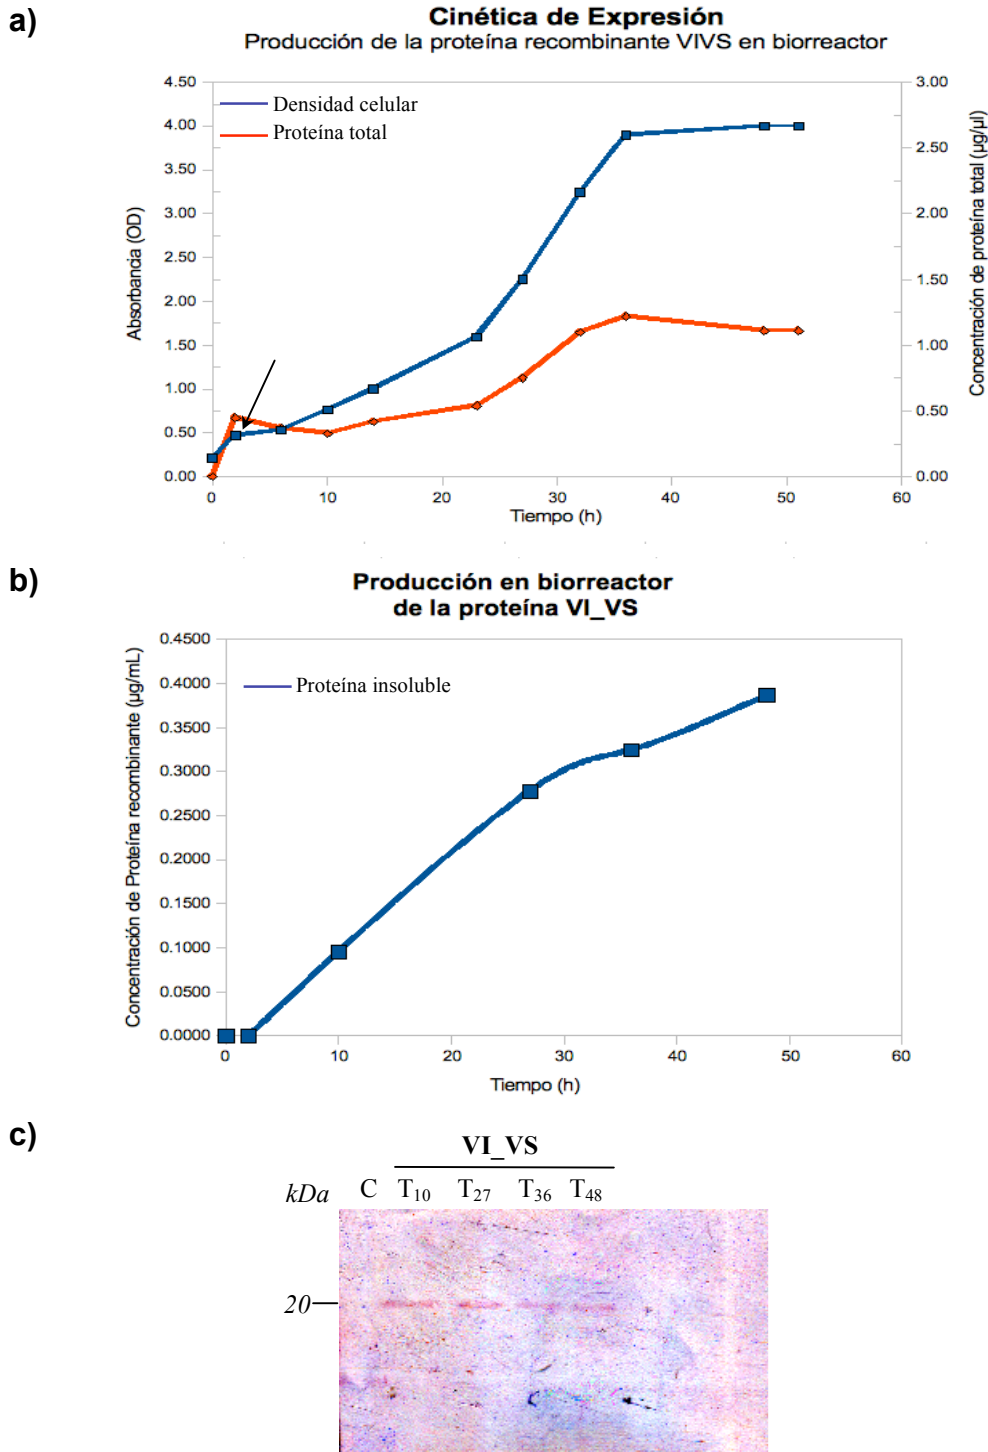 a)
Cinética de Expresión
Producción de la proteína recombinante VIVS en biorreactor
4.50
4.00
3.50
3.00
2.50
2.00
1.50
1.00
0.50
0.00
Absorbancia (OD)
Densidad celular
Proteína total
3.00
2.50
2.00
1.50
1.00
0.50
0.00
Concentración de proteína total (µg/µl)
0 10 20 30 40 50 60
Tiempo (h)
b)
Producción en biorreactor
de la proteína VI_VS
0.4500
0.4000
0.3500
0.3000
0.2500
0.2000
0.1500
0.1000
0.0500
0.0000
Concentración de Proteína recombinante (µg/mL)
Proteína insoluble
0 10 20 30 40 50 60
Tiempo (h)
c)
VI_VS
kDa C T10 T27 T36 T48
20